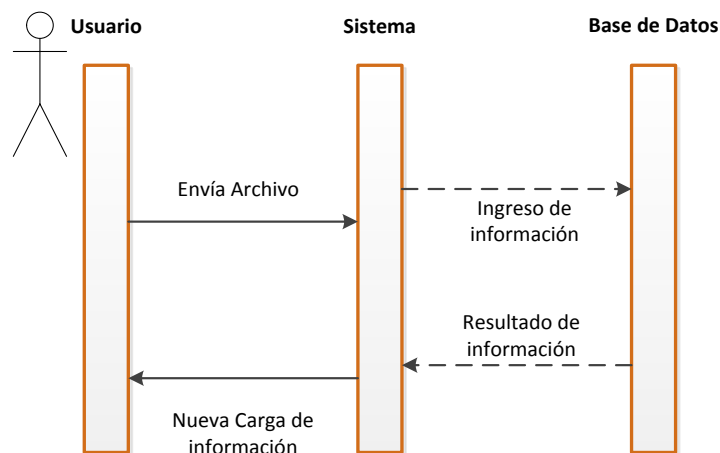 Usuario
Sistema
Base de Datos
Envía Archivo
Ingreso de
información
Resultado de
información
Nueva Carga de
información